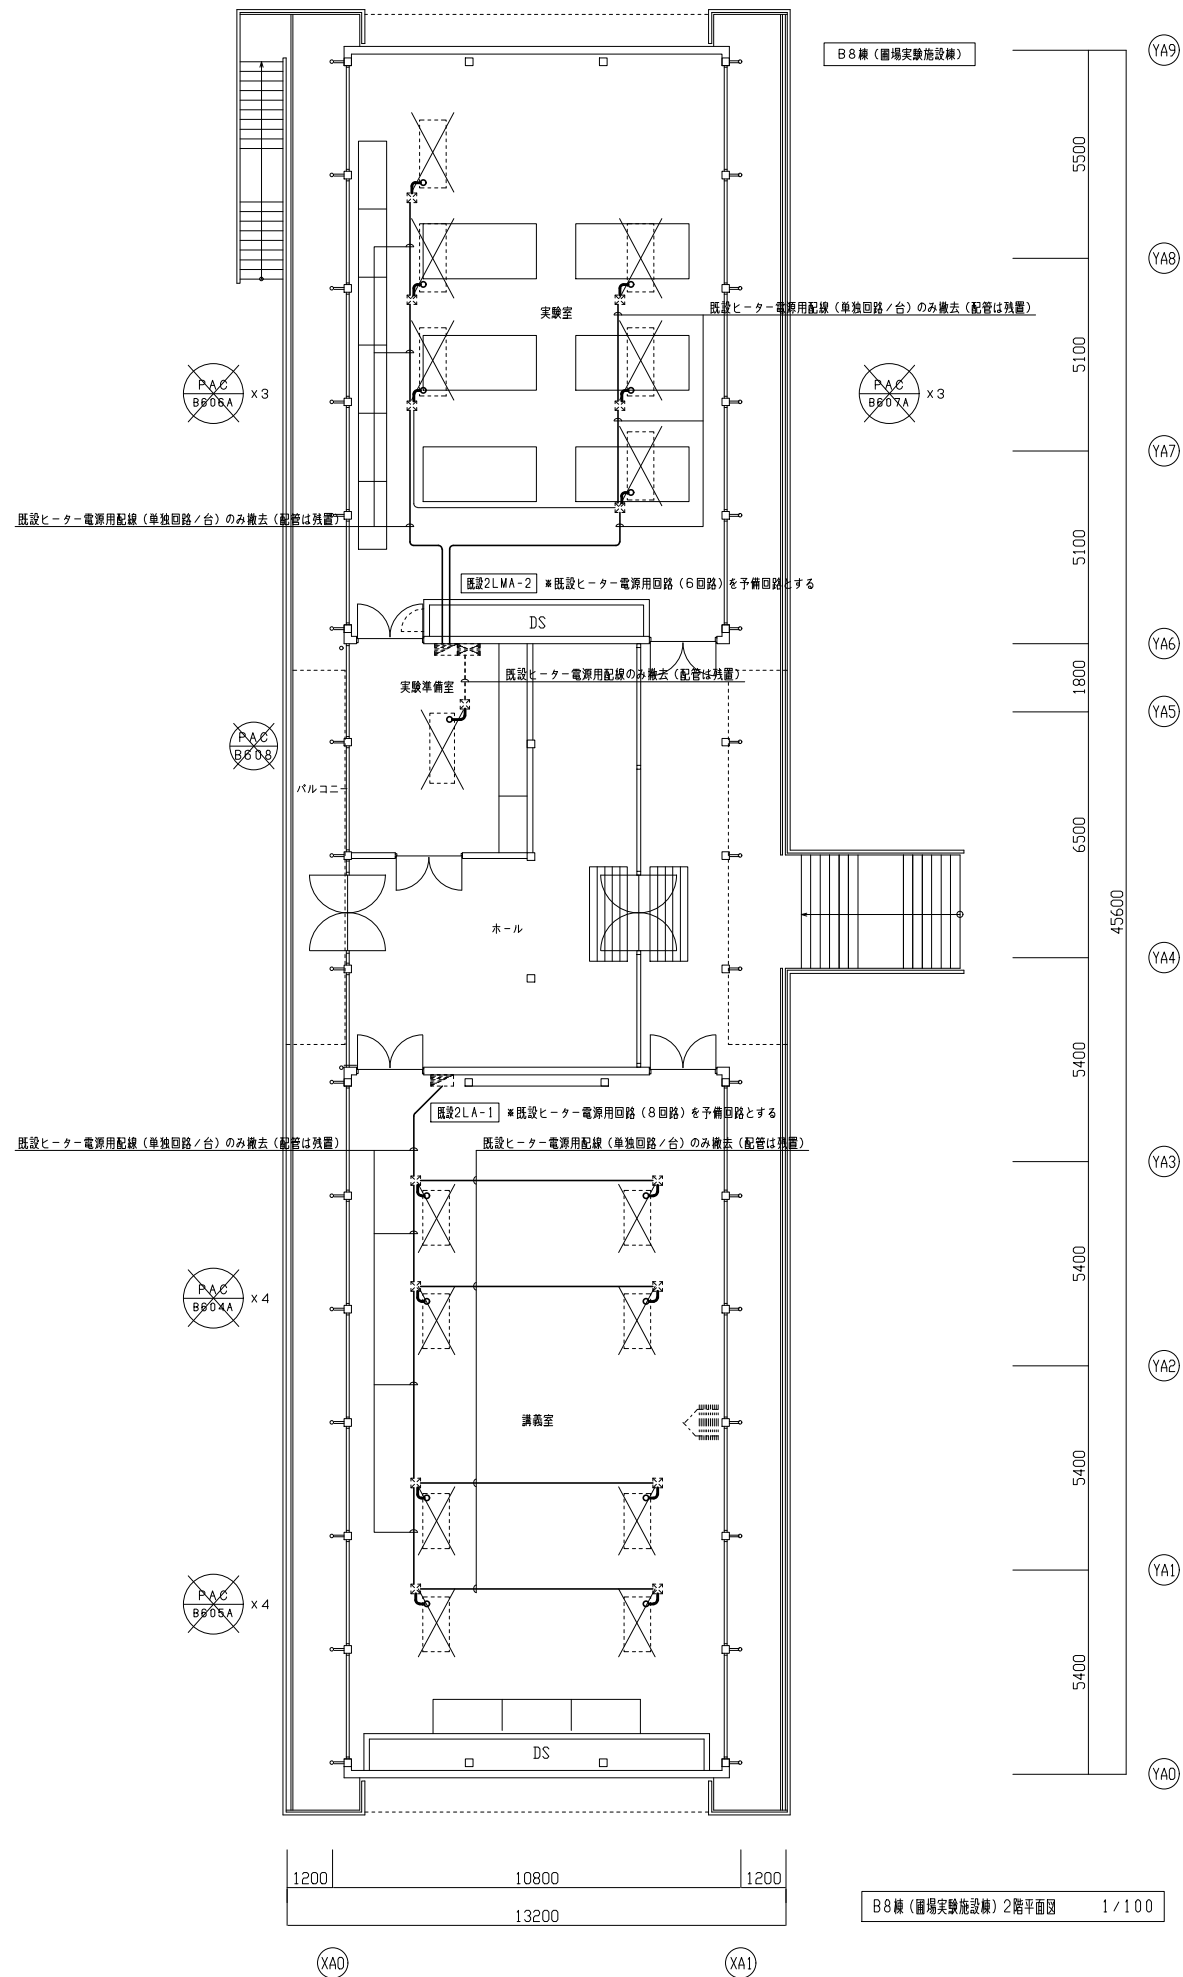 B8棟（圃場実験施設棟）
YA9
5500
YA8
実験室
既設ヒーター電源用配線（単独回路／台）のみ撤去（配管は残置）
5100
PAC
B606A
x3
PAC
B607A
x3
YA7
既設ヒーター電源用配線（単独回路／台）のみ撤去（配管は残置）
5100
既設2LMA-2
※既設ヒーター電源用回路（6回路）を予備回路とする
DS
YA6
既設ヒーター電源用配線のみ撤去（配管は残置）
1800
実験準備室
YA5
PAC
B608
バルコニー
6500
45600
ホール
YA4
5400
既設2LA-1
※既設ヒーター電源用回路（8回路）を予備回路とする
既設ヒーター電源用配線（単独回路／台）のみ撤去（配管は残置）
既設ヒーター電源用配線（単独回路／台）のみ撤去（配管は残置）
YA3
5400
PAC
B604A
x4
YA2
講義室
5400
YA1
PAC
B605A
x4
5400
DS
YA0
1200
10800
1200
13200
B8棟（圃場実験施設棟）2階平面図 1/100
XA0
XA1